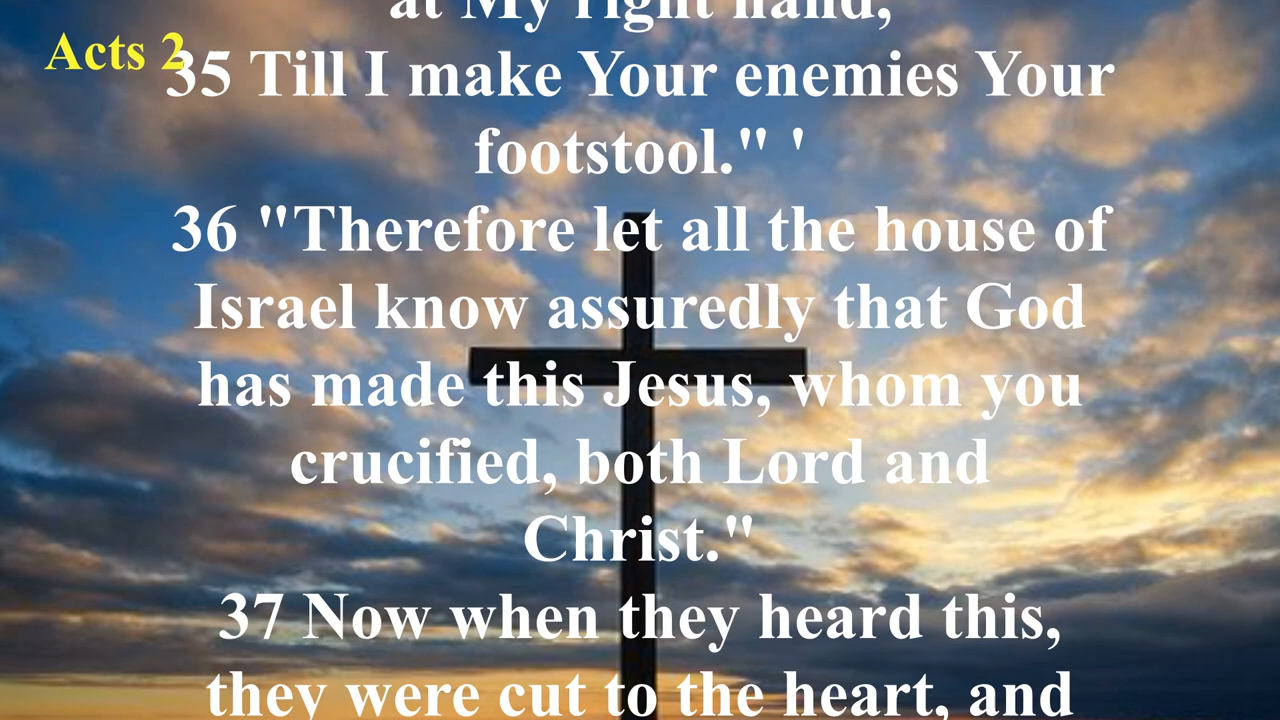 at My right hand,
Acts 2
35 Till I make Your enemies Your
footstool." '
36 "Therefore let all the house of
Israel know assuredly that God
has made this Jesus, whom you
crucified, both Lord and
Christ."
37 Now when they heard this,
they were cut to the heart, and